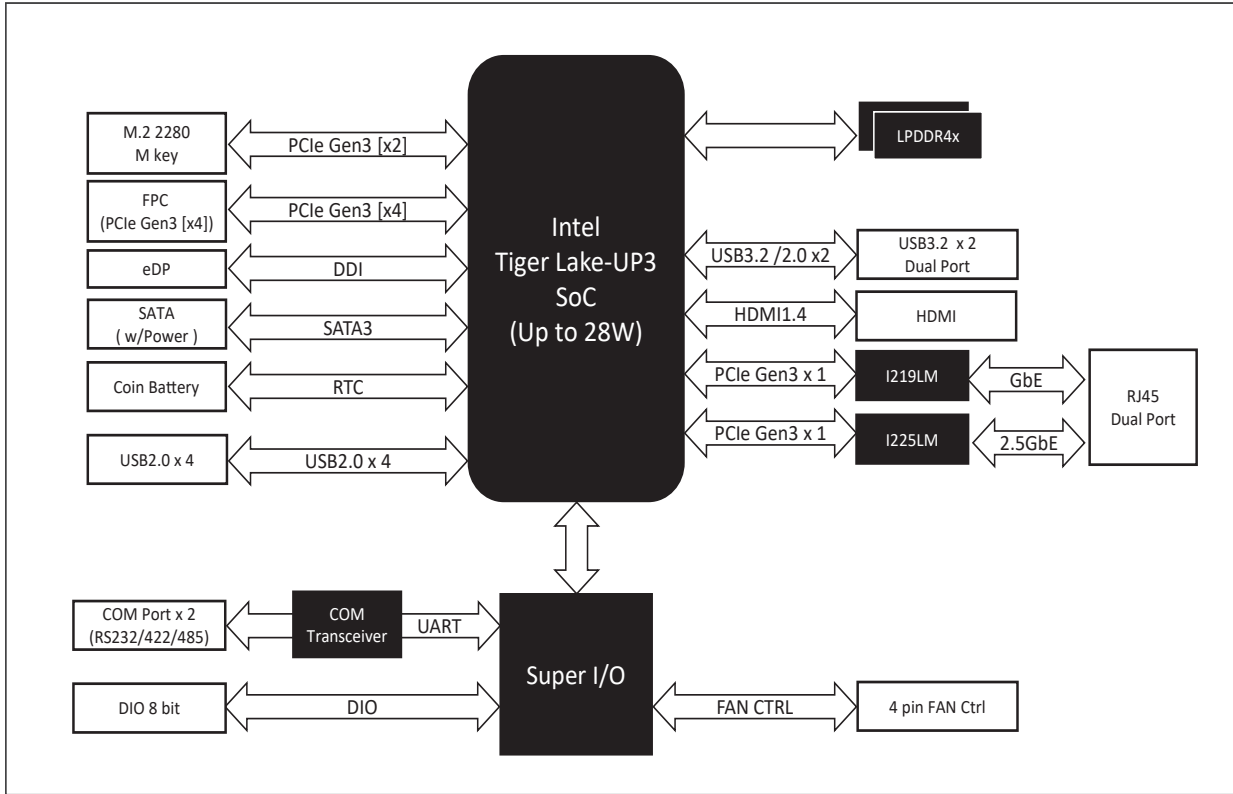 M.2 2280
M key
PCIe Gen3 [x2]
FPC
(PCIe Gen3 [x4])
PCIe Gen3 [x4]
eDP
DDI
SATA
( w/Power )
SATA3
Coin Battery
RTC
USB2.0 x 4
USB2.0 x 4
Intel
Tiger Lake-UP3
SoC
(Up to 28W)
LPDDR4x
USB3.2 /2.0 x2
USB3.2 x 2
Dual Port
HDMI1.4
HDMI
PCIe Gen3 x 1
I219LM
GbE
PCIe Gen3 x 1
I225LM
2.5GbE
RJ45
Dual Port
COM Port x 2
(RS232/422/485)
COM
Transceiver
UART
Super I/O
DIO 8 bit
DIO
FAN CTRL
4 pin FAN Ctrl